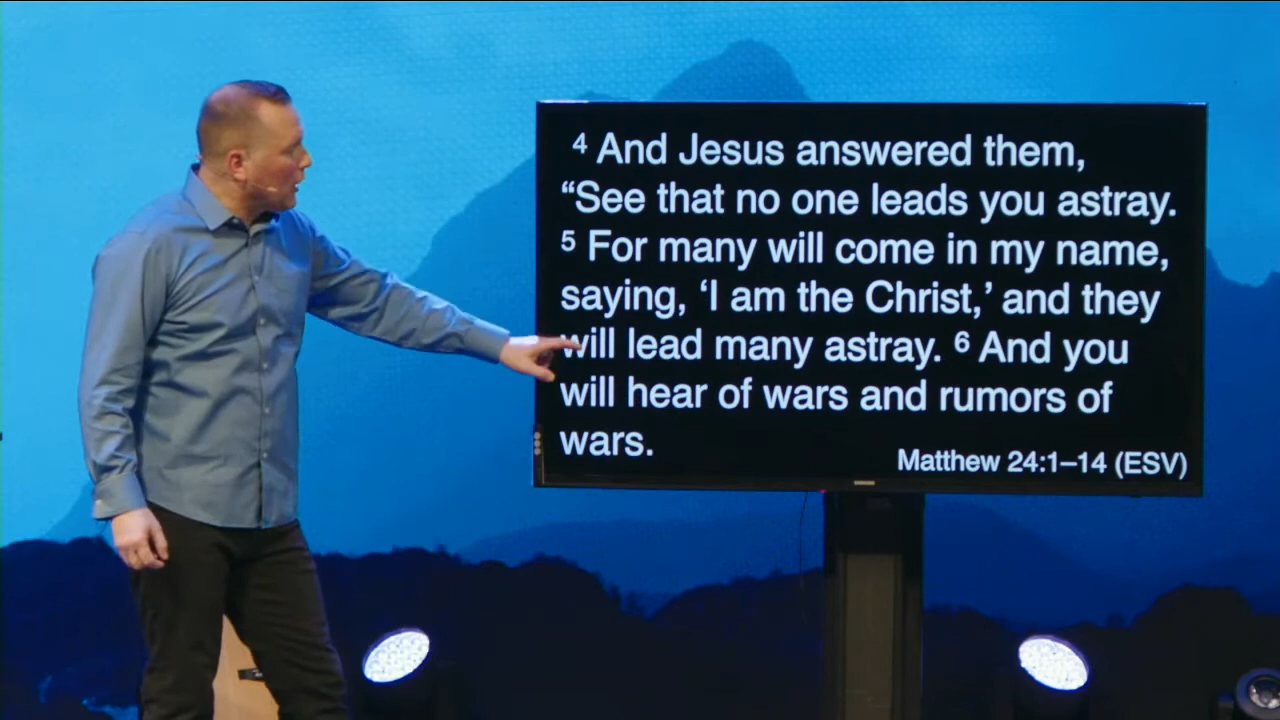 4 And Jesus answered them,
“See that no one leads you astray.
5 For many will come in my name,
saying, ‘I am the Christ,’ and they
will lead many astray. 6 And you
will hear of wars and rumors of
wars.
Matthew 24:1–14 (ESV)